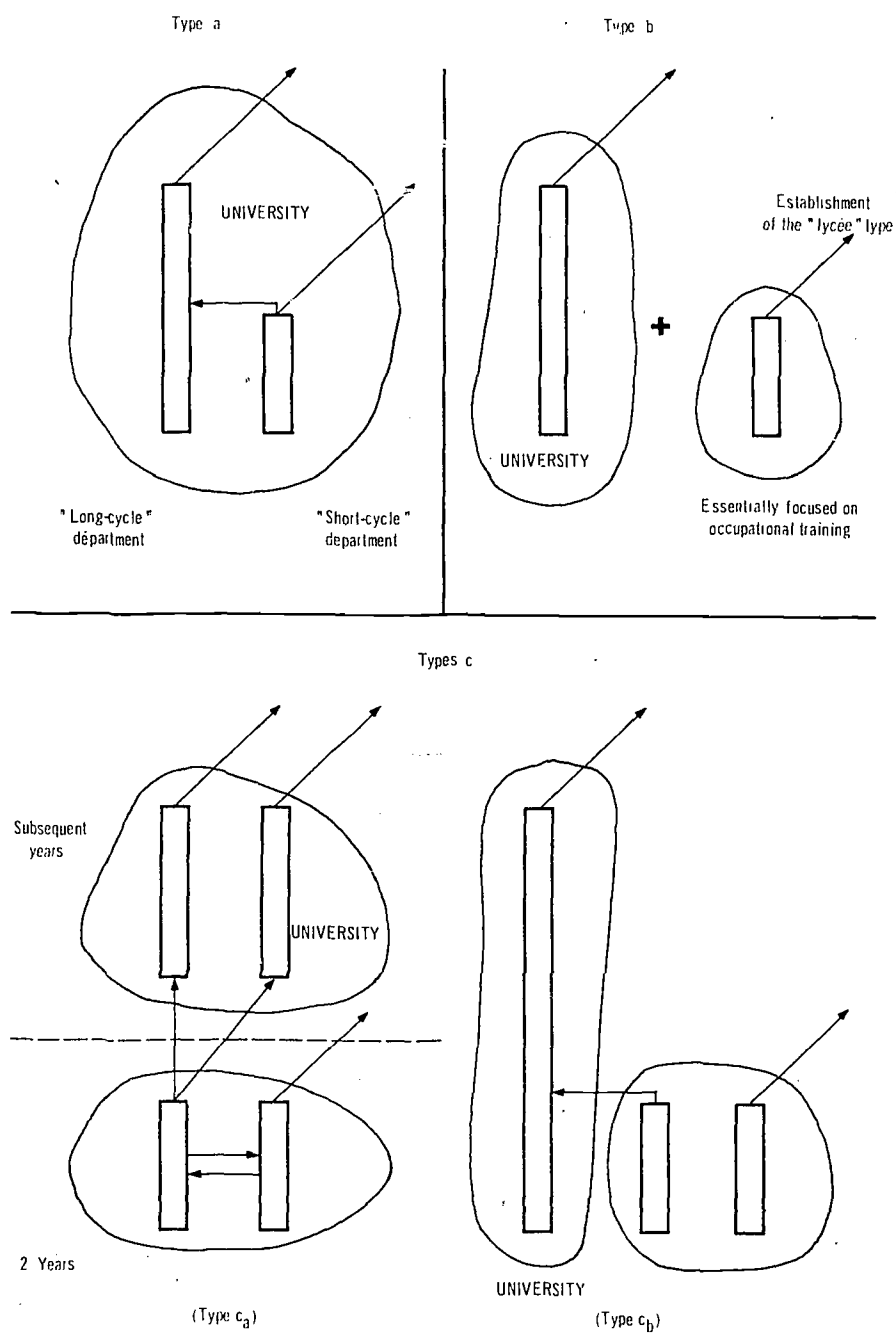 Type a
Type b
UNIVERSITY
Establishment
of the "lycée" type
+
UNIVERSITY
"Long-cycle"
départment
"Short-cycle"
department
Essentially focused on
occupational training
Types c
Subsequent
years
UNIVERSITY
2 Years
UNIVERSITY
(Type ca)
(Type cb)